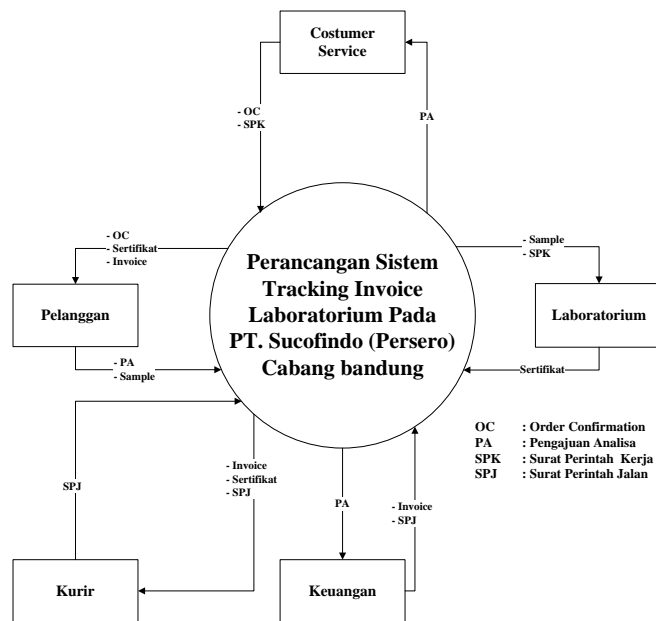 Costumer
Service
- OC
- SPK
PA
- OC
- Sertifikat
- Invoice
- Sample
- SPK
Perancangan Sistem
Tracking Invoice
Laboratorium Pada
PT. Sucofindo (Persero)
Cabang bandung
Pelanggan
Laboratorium
- PA
- Sample
Sertifikat
OC : Order Confirmation
PA : Pengajuan Analisa
SPK : Surat Perintah Kerja
SPJ : Surat Perintah Jalan
SPJ
- Invoice
- Sertifikat
- SPJ
PA
- Invoice
- SPJ
Kurir
Keuangan